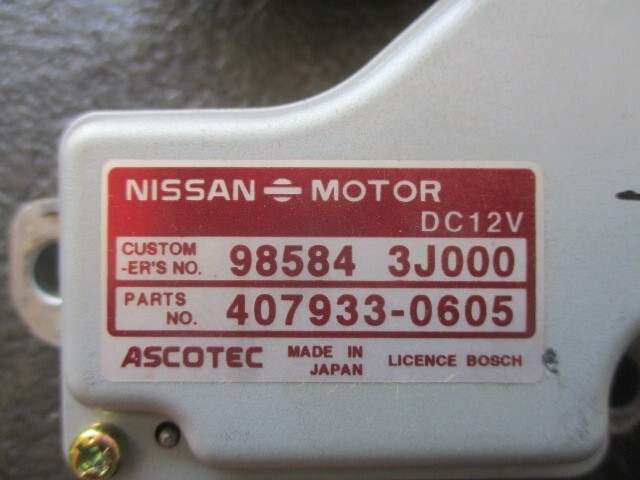 NISSAN MOTOR
DC12V
CUSTOM
-ER'S NO. 98584 3J000
PARTS
NO. 407933-0605
ASCOTEC MADE IN
JAPAN LICENCE BOSCH